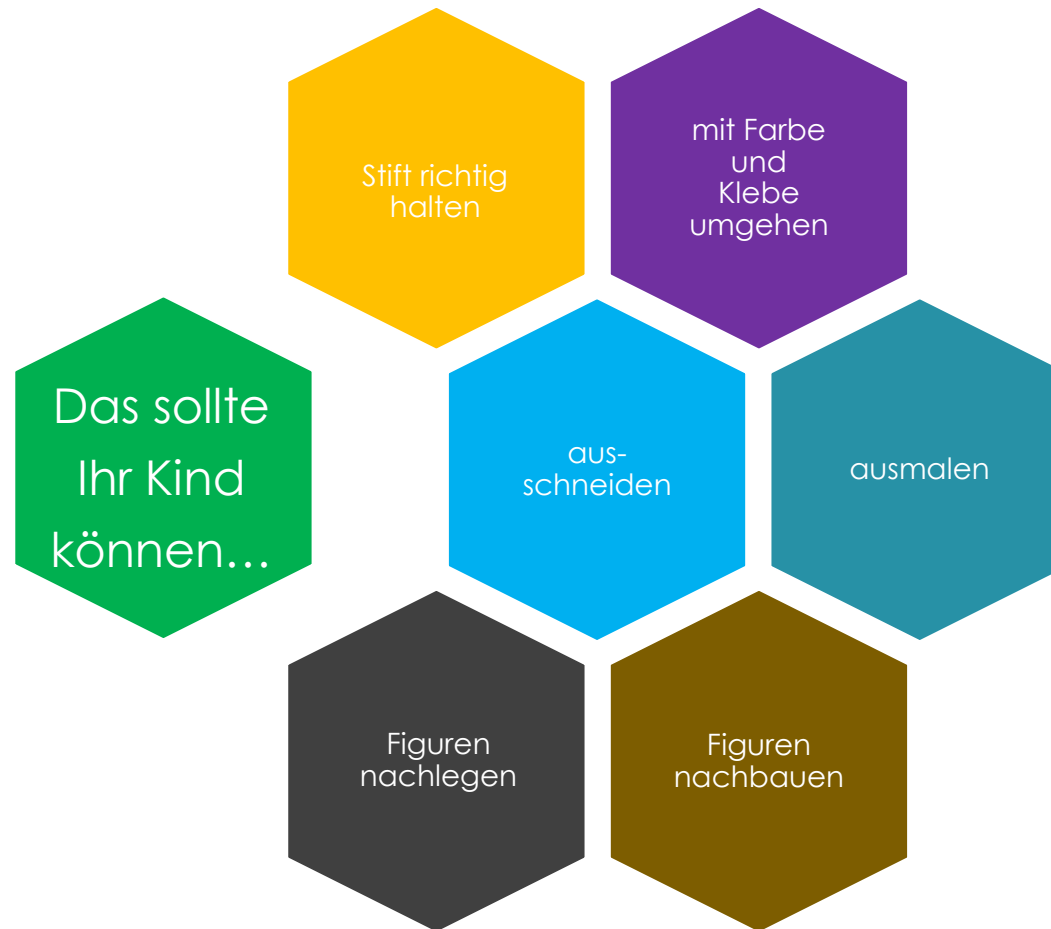 Stift richtig
halten
mit Farbe
und
Klebe
umgehen
Das sollte
Ihr Kind
können...
aus-
schneiden
ausmalen
Figuren
nachlegen
Figuren
nachbauen